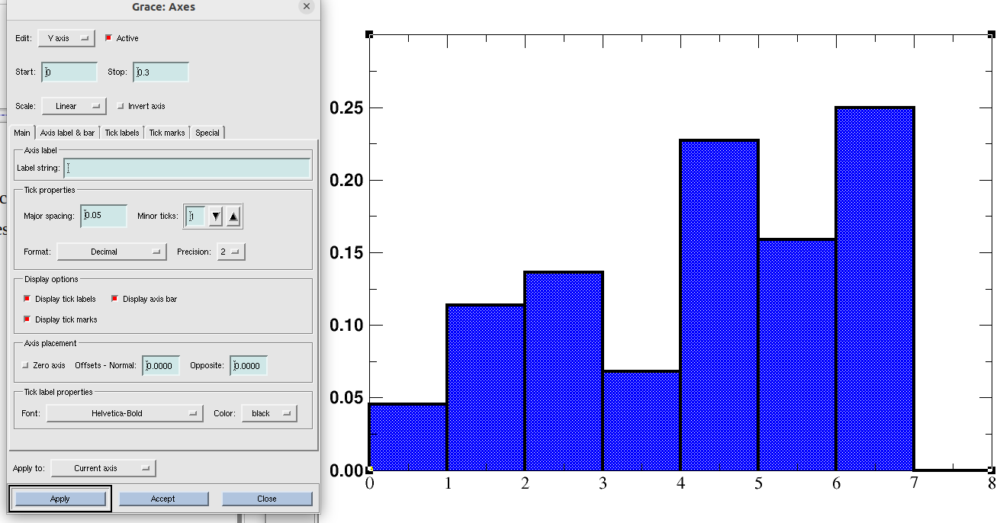 Grace: Axes
Edit: Y axis Active
Start: 0 Stop: 0.3
Scale: Linear Invert axis
Main Axis label & bar Tick labels Tick marks Special
Axis label
Label string:
Tick properties
Major spacing: 0.05 Minor ticks: 1
Format: Decimal Precision: 2
Display options
Display tick labels Display axis bar
Display tick marks
Axis placement
Zero axis Offsets - Normal: 0.0000 Opposite: 0.0000
Tick label properties
Font: Helvetica-Bold Color: black
Apply to: Current axis
Apply Accept Close
0.25
0.20
0.15
0.10
0.05
0.00
0 1 2 3 4 5 6 7 8